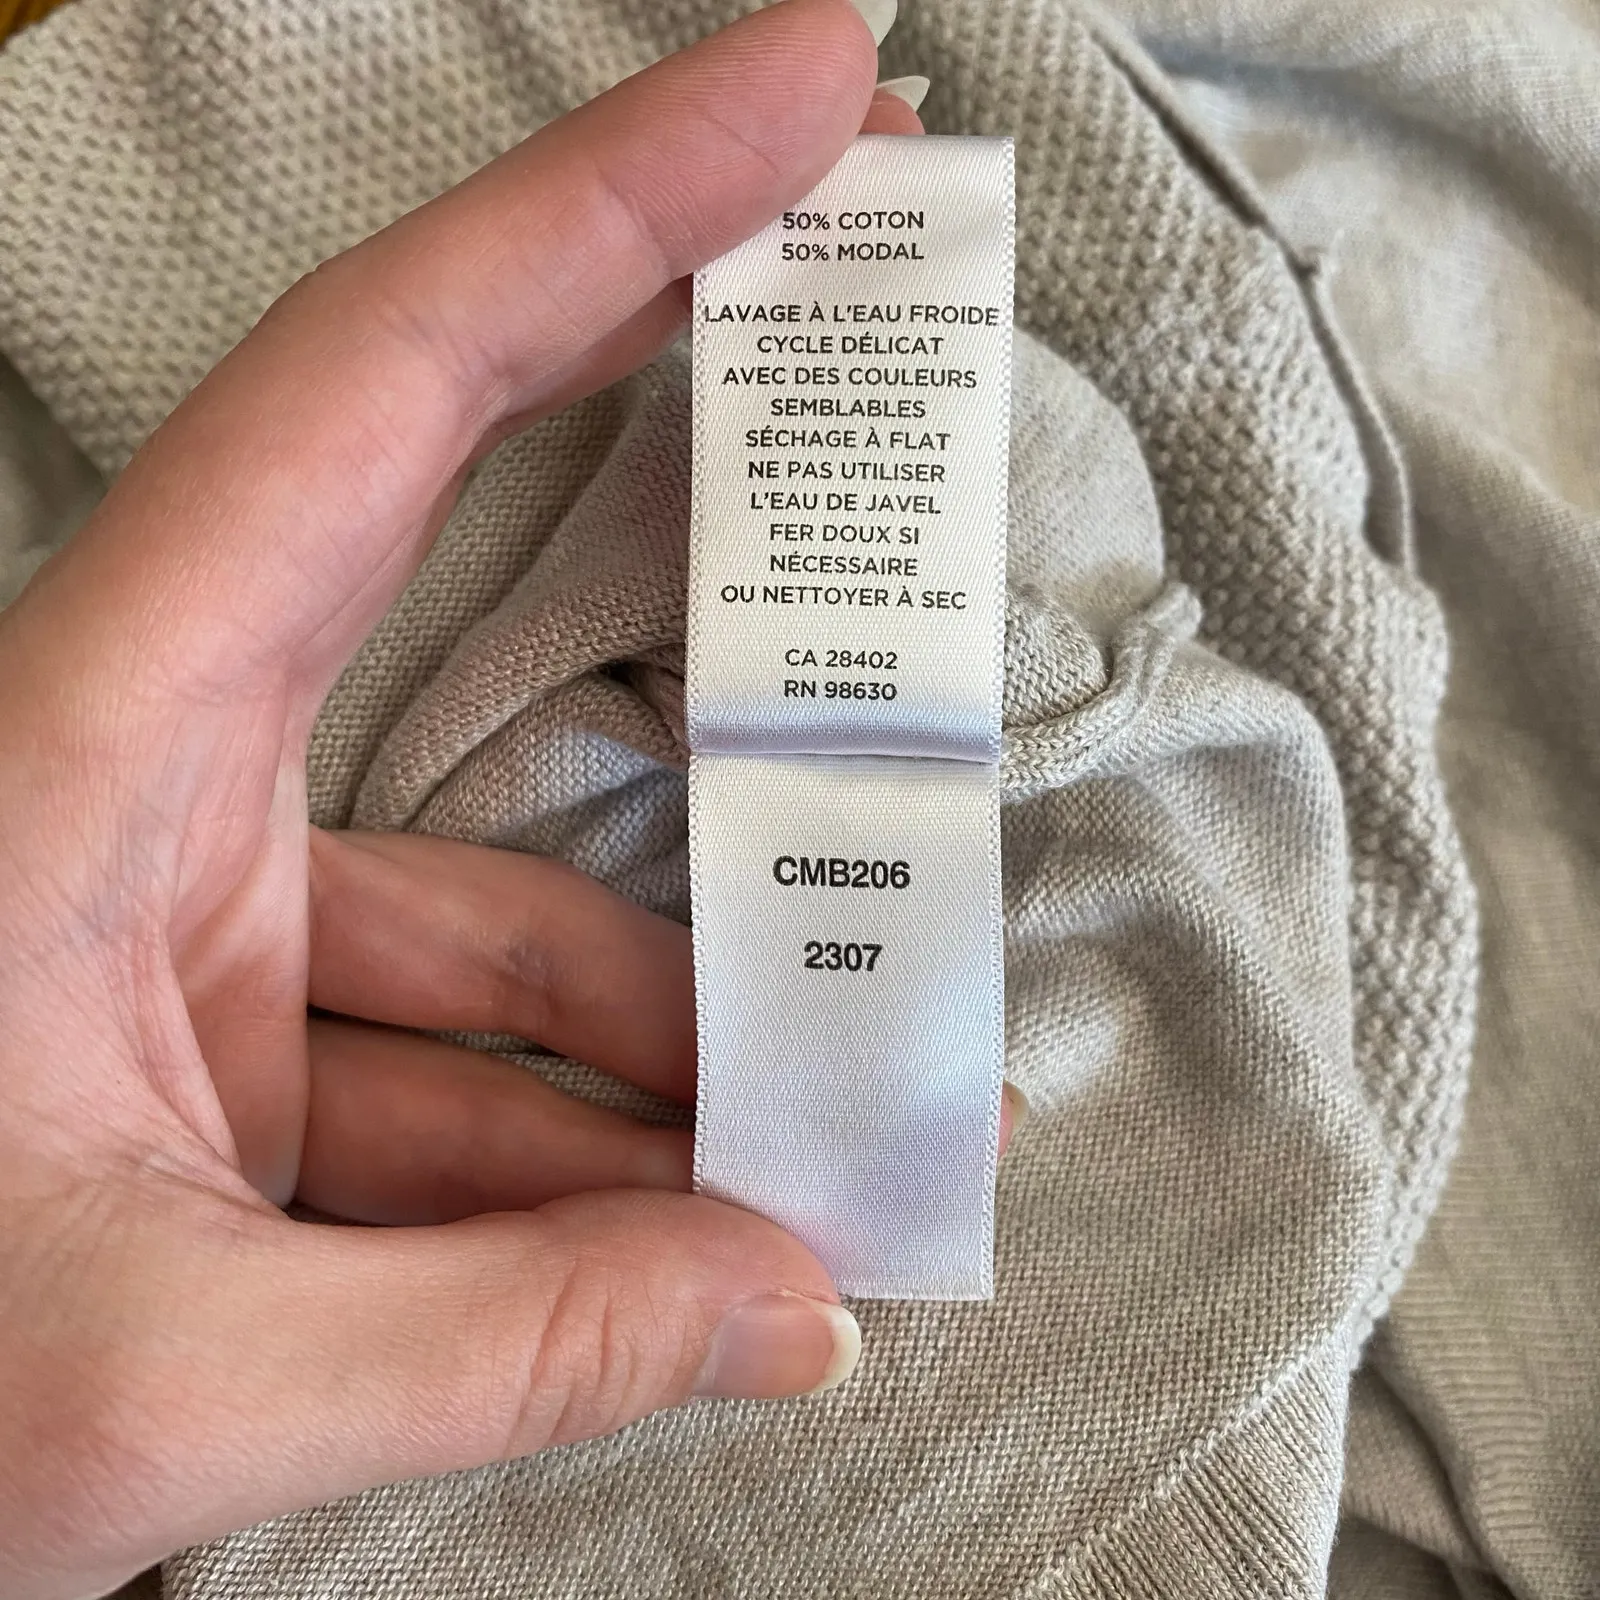 50% COTON
50% MODAL
LAVAGE À L'EAU FROIDE
CYCLE DÉLICAT
AVEC DES COULEURS
SEMBLABLES
SÉCHAGE À FLAT
NE PAS UTILISER
L'EAU DE JAVEL
FER DOUX SI
NÉCESSAIRE
OU NETTOYER À SEC
CA 28402
RN 98630
CMB206
2307